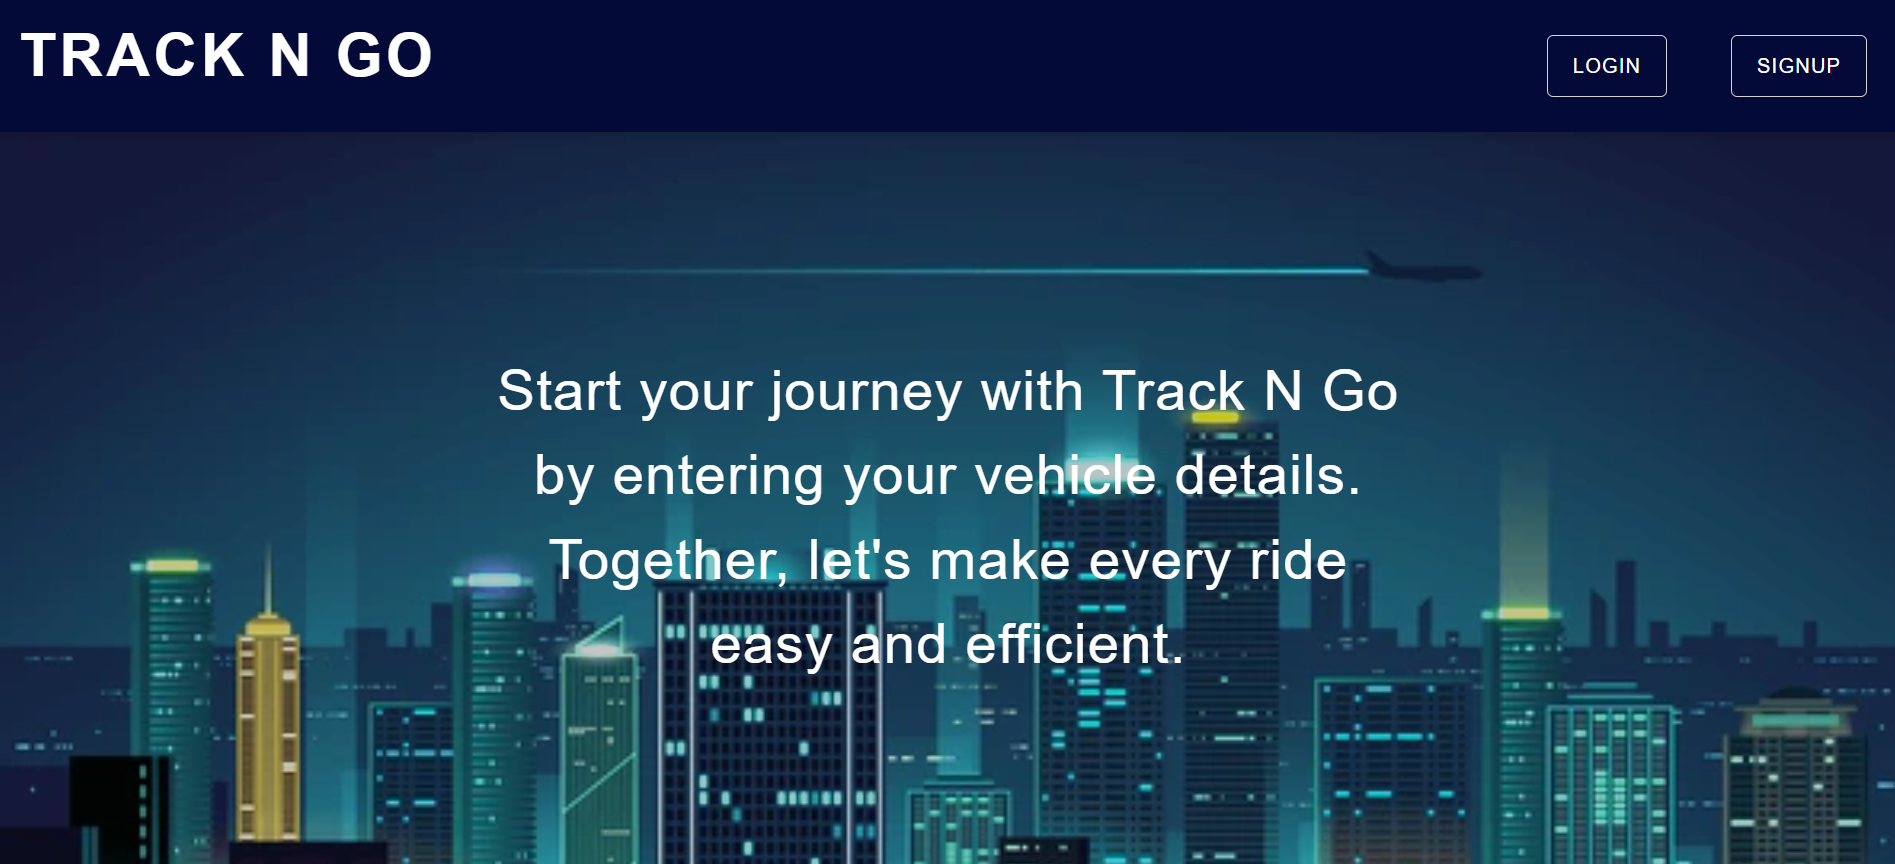 TRACK N GO
LOGIN
SIGNUP
Start your journey with Track N Go
by entering your vehicle details.
Together, let's make every ride
easy and efficient.